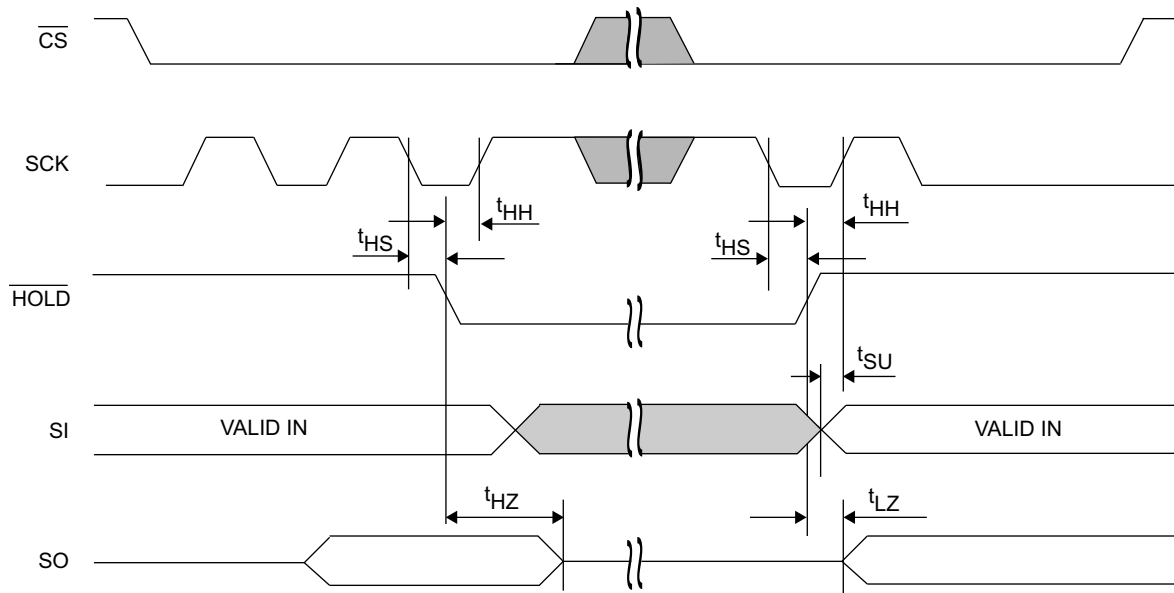 CS
SCK
tHH
tHH
tHS
tHS
HOLD
tSU
SI
VALID IN
VALID IN
tHZ
tLZ
SO